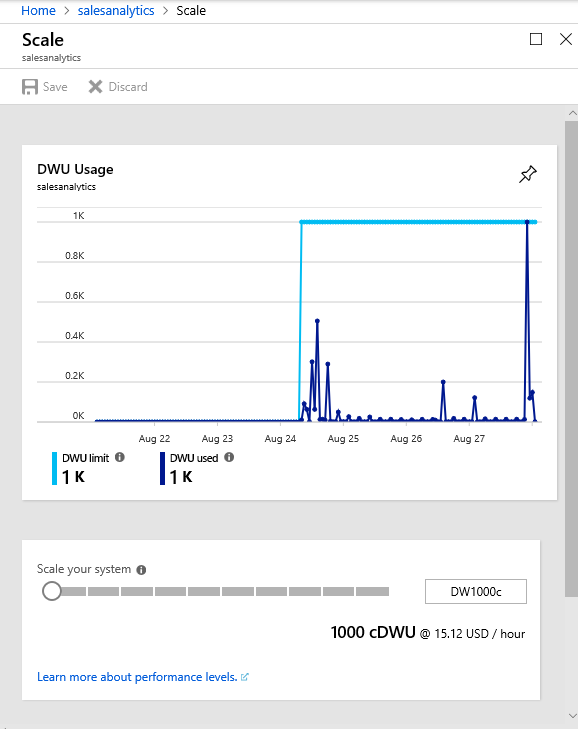 Home > salesanalytics > Scale
Scale
salesanalytics
Save Discard
DWU Usage
salesanalytics
1K
0.8K
0.6K
0.4K
0.2K
0K
Aug 22 Aug 23 Aug 24 Aug 25 Aug 26 Aug 27
DWU limit DWU used
1 K 1 K
Scale your system
DW1000c
1000 cDWU @ 15.12 USD / hour
Learn more about performance levels.